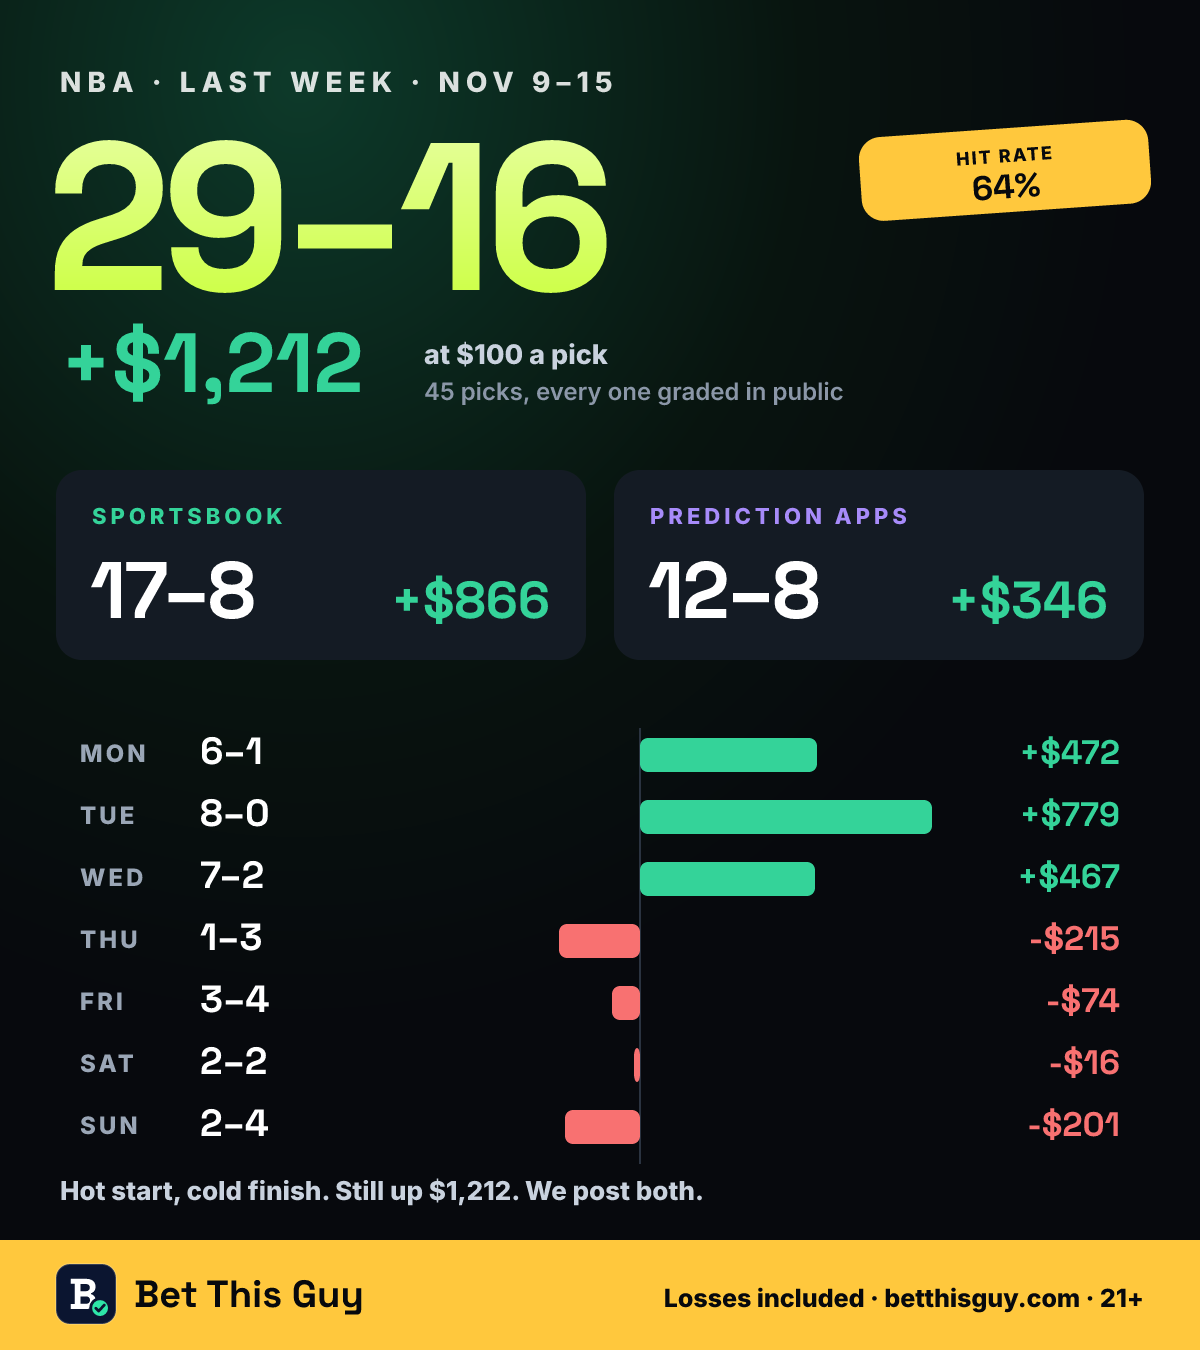 NBA · LAST WEEK · NOV 9–15
29–16
HIT RATE
64%
+$1,212
at $100 a pick
45 picks, every one graded in public
SPORTSBOOK
17–8
+$866
PREDICTION APPS
12–8
+$346
MON 6–1 +$472
TUE 8–0 +$779
WED 7–2 +$467
THU 1–3 -$215
FRI 3–4 -$74
SAT 2–2 -$16
SUN 2–4 -$201
Hot start, cold finish. Still up $1,212. We post both.
B
Bet This Guy
Losses included · betthisguy.com · 21+